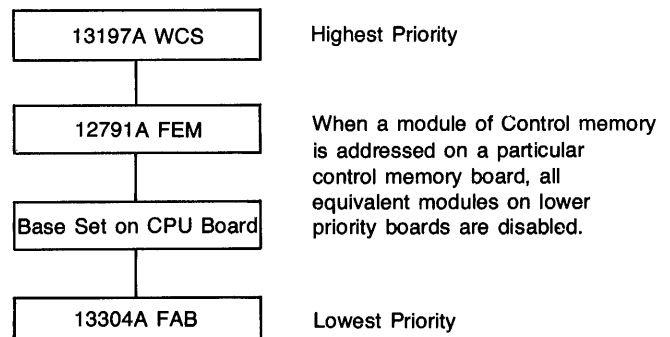 13197A WCS
Highest Priority
12791A FEM
When a module of Control memory
is addressed on a particular
control memory board, all
equivalent modules on lower
priority boards are disabled.
Base Set on CPU Board
13304A FAB
Lowest Priority